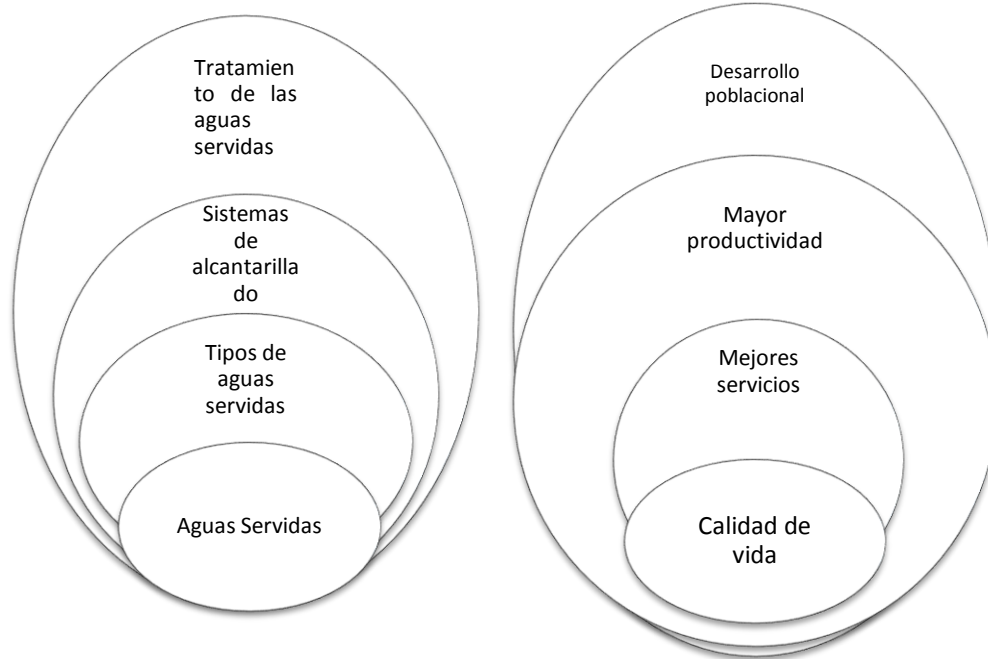 Tratamien
to de las
aguas
servidas
Sistemas
de
alcantarilla
do
Tipos de
aguas
servidas
Aguas Servidas
Desarrollo
poblacional
Mayor
productividad
Mejores
servicios
Calidad de
vida